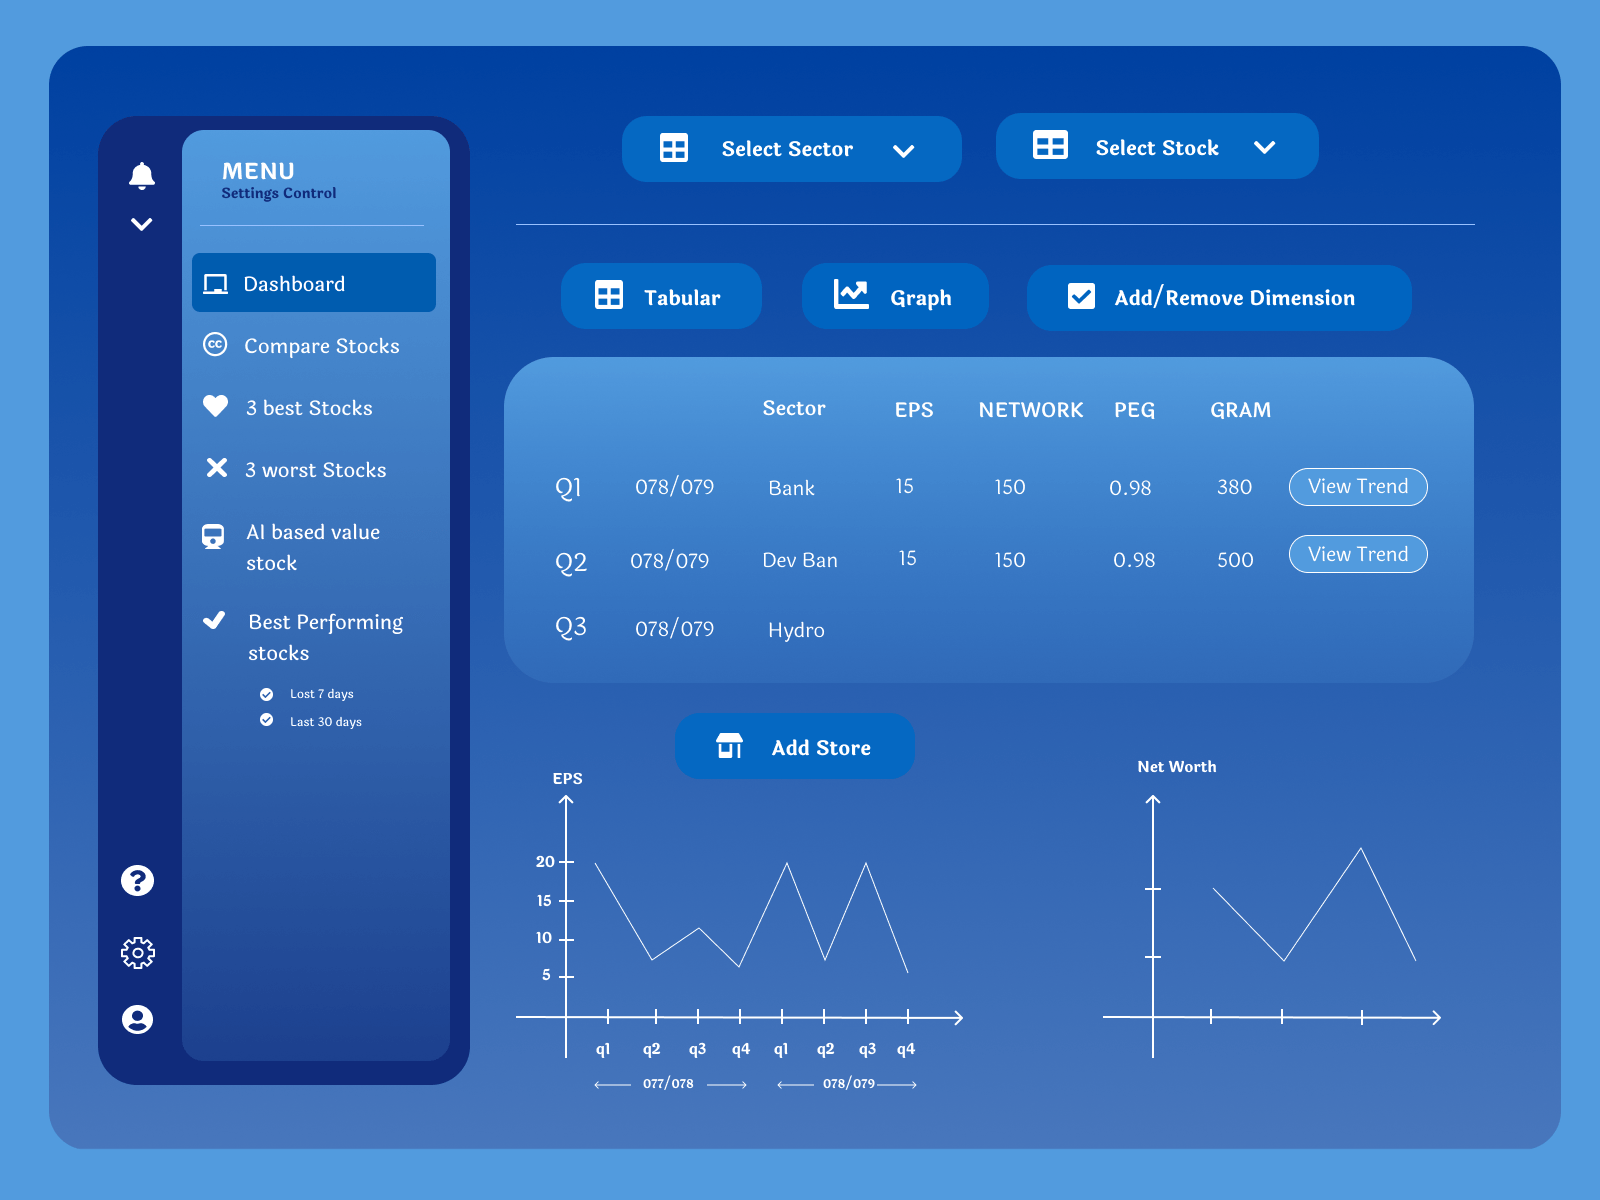 MENU
Settings Control
Dashboard
Compare Stocks
3 best Stocks
3 worst Stocks
AI based value
stock
Best Performing
stocks
Lost 7 days
Last 30 days
Select Sector
Select Stock
Tabular
Graph
Add/Remove Dimension
Sector EPS NETWORK PEG GRAM
Q1 078/079 Bank 15 150 0.98 380 View Trend
Q2 078/079 Dev Ban 15 150 0.98 500 View Trend
Q3 078/079 Hydro
Add Store
EPS
20
15
10
5
q1 q2 q3 q4 q1 q2 q3 q4
077/078 078/079
Net Worth